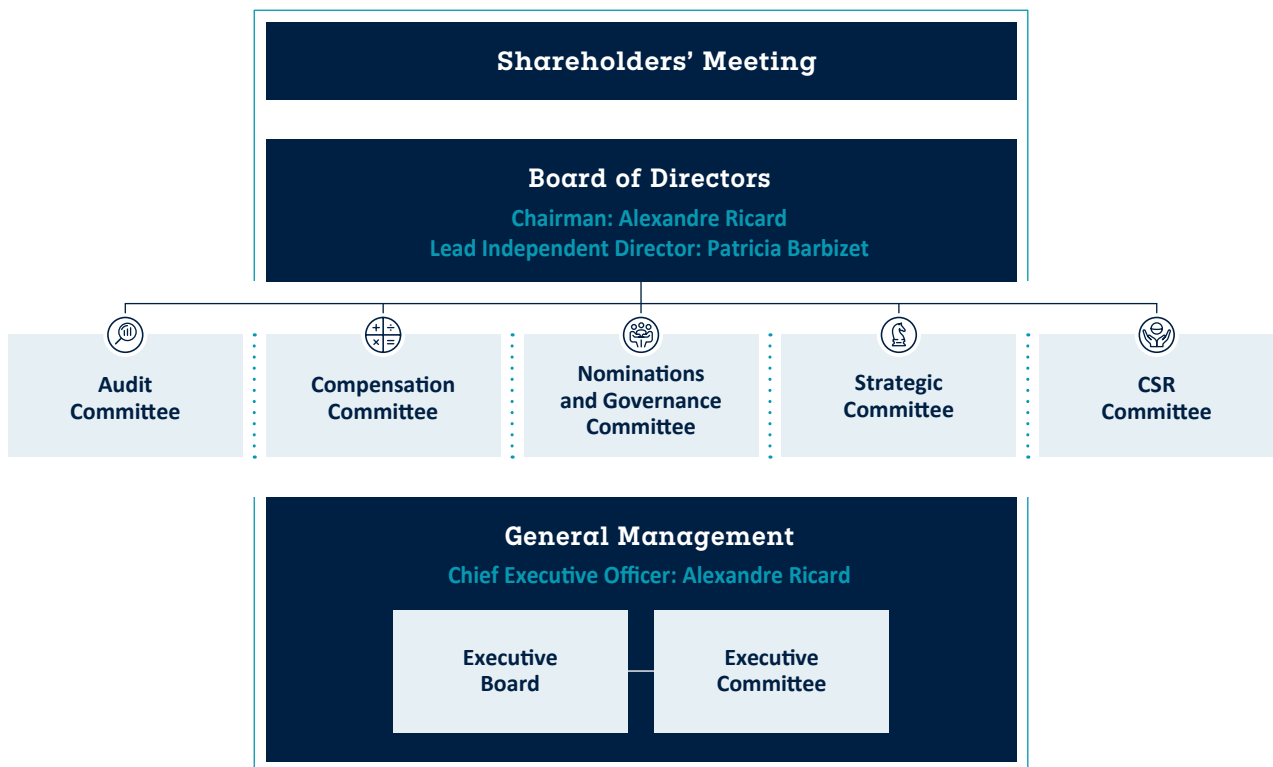 Shareholders’ Meeting
Board of Directors
Chairman: Alexandre Ricard
Lead Independent Director: Patricia Barbizet
Audit
Committee
Compensation
Committee
Nominations
and Governance
Committee
Strategic
Committee
CSR
Committee
General Management
Chief Executive Officer: Alexandre Ricard
Executive
Board
Executive
Committee